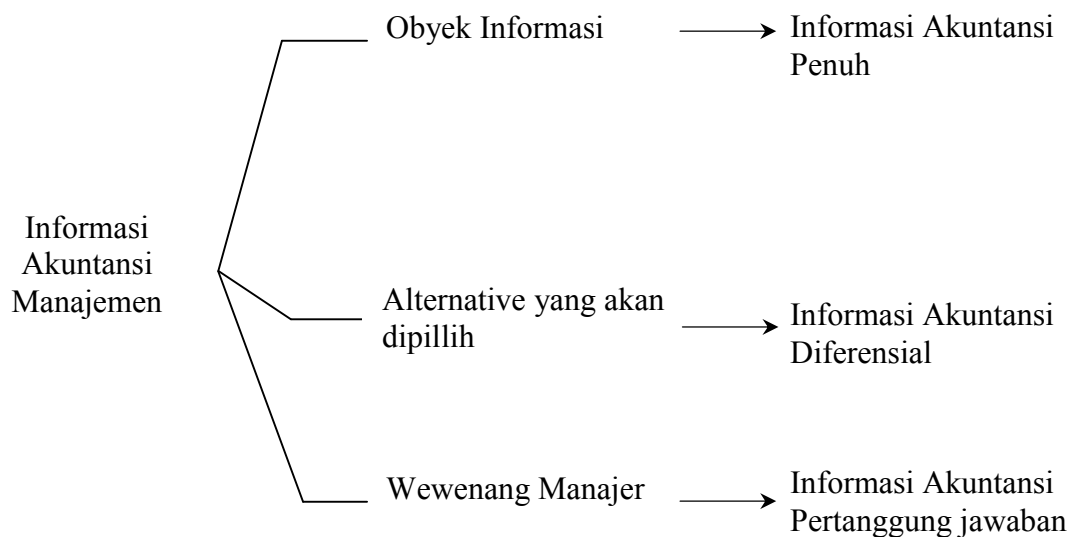 Obyek Informasi
Informasi Akuntansi
Penuh
Informasi
Akuntansi
Manajemen
Alternative yang akan
dipillih
Informasi Akuntansi
Diferensial
Wewenang Manajer
Informasi Akuntansi
Pertanggung jawaban